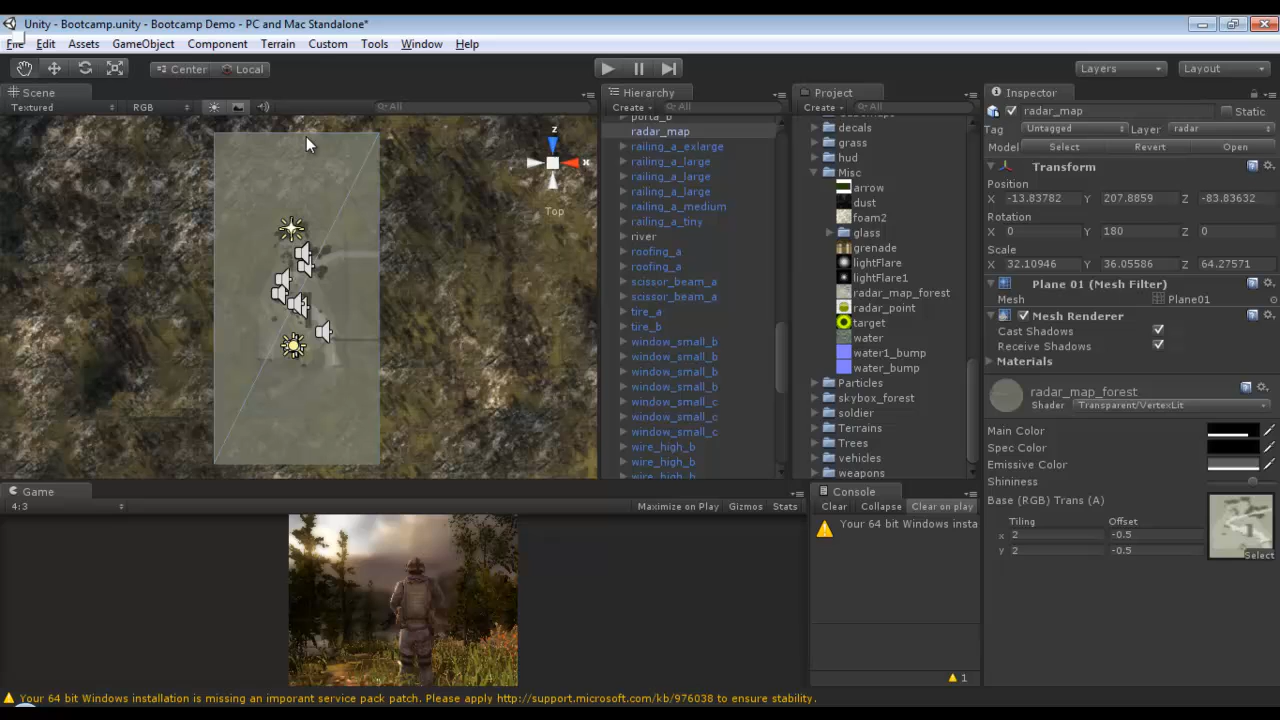 Unity - Bootcamp.unity - Bootcamp Demo - PC and Mac Standalone*
File Edit Assets GameObject Component Terrain Custom Tools Window Help
Center Local Layers Layout
Scene
Textured RGB All
z
x
Top
Hierarchy
Create All
porta_b
radar_map
railing_a_exlarge
railing_a_large
railing_a_large
railing_a_large
railing_a_medium
railing_a_tiny
river
roofing_a
roofing_a
scissor_beam_a
scissor_beam_a
tire_a
tire_b
window_small_b
window_small_b
window_small_b
window_small_b
window_small_c
window_small_c
window_small_c
wire_high_b
wire_high_b
wire_high_b
Project
Create All
decals
grass
hud
Misc
arrow
dust
foam2
glass
grenade
lightFlare
lightFlare1
radar_map_forest
radar_point
target
water
water1_bump
water_bump
Particles
skybox_forest
soldier
Terrains
Trees
vehicles
weapons
Inspector
radar_map Static
Tag Untagged Layer radar
Model Select Revert Open
Transform
Position
X -13.83782 Y 207.8859 Z -83.83632
Rotation
X 0 Y 180 Z 0
Scale
X 32.10946 Y 36.05586 Z 64.27571
Plane 01 (Mesh Filter)
Mesh Plane01
Mesh Renderer
Cast Shadows
Receive Shadows
Materials
radar_map_forest
Shader Transparent/VertexLit
Main Color
Spec Color
Emissive Color
Shininess
Base (RGB) Trans (A)
Tiling Offset
x 2 -0.5
y 2 -0.5
Select
Game
4:3 Maximize on Play Gizmos Stats
Console
Clear Collapse Clear on play
Your 64 bit Windows insta
1
Your 64 bit Windows installation is missing an imporant service pack patch. Please apply http://support.microsoft.com/kb/976038 to ensure stability.